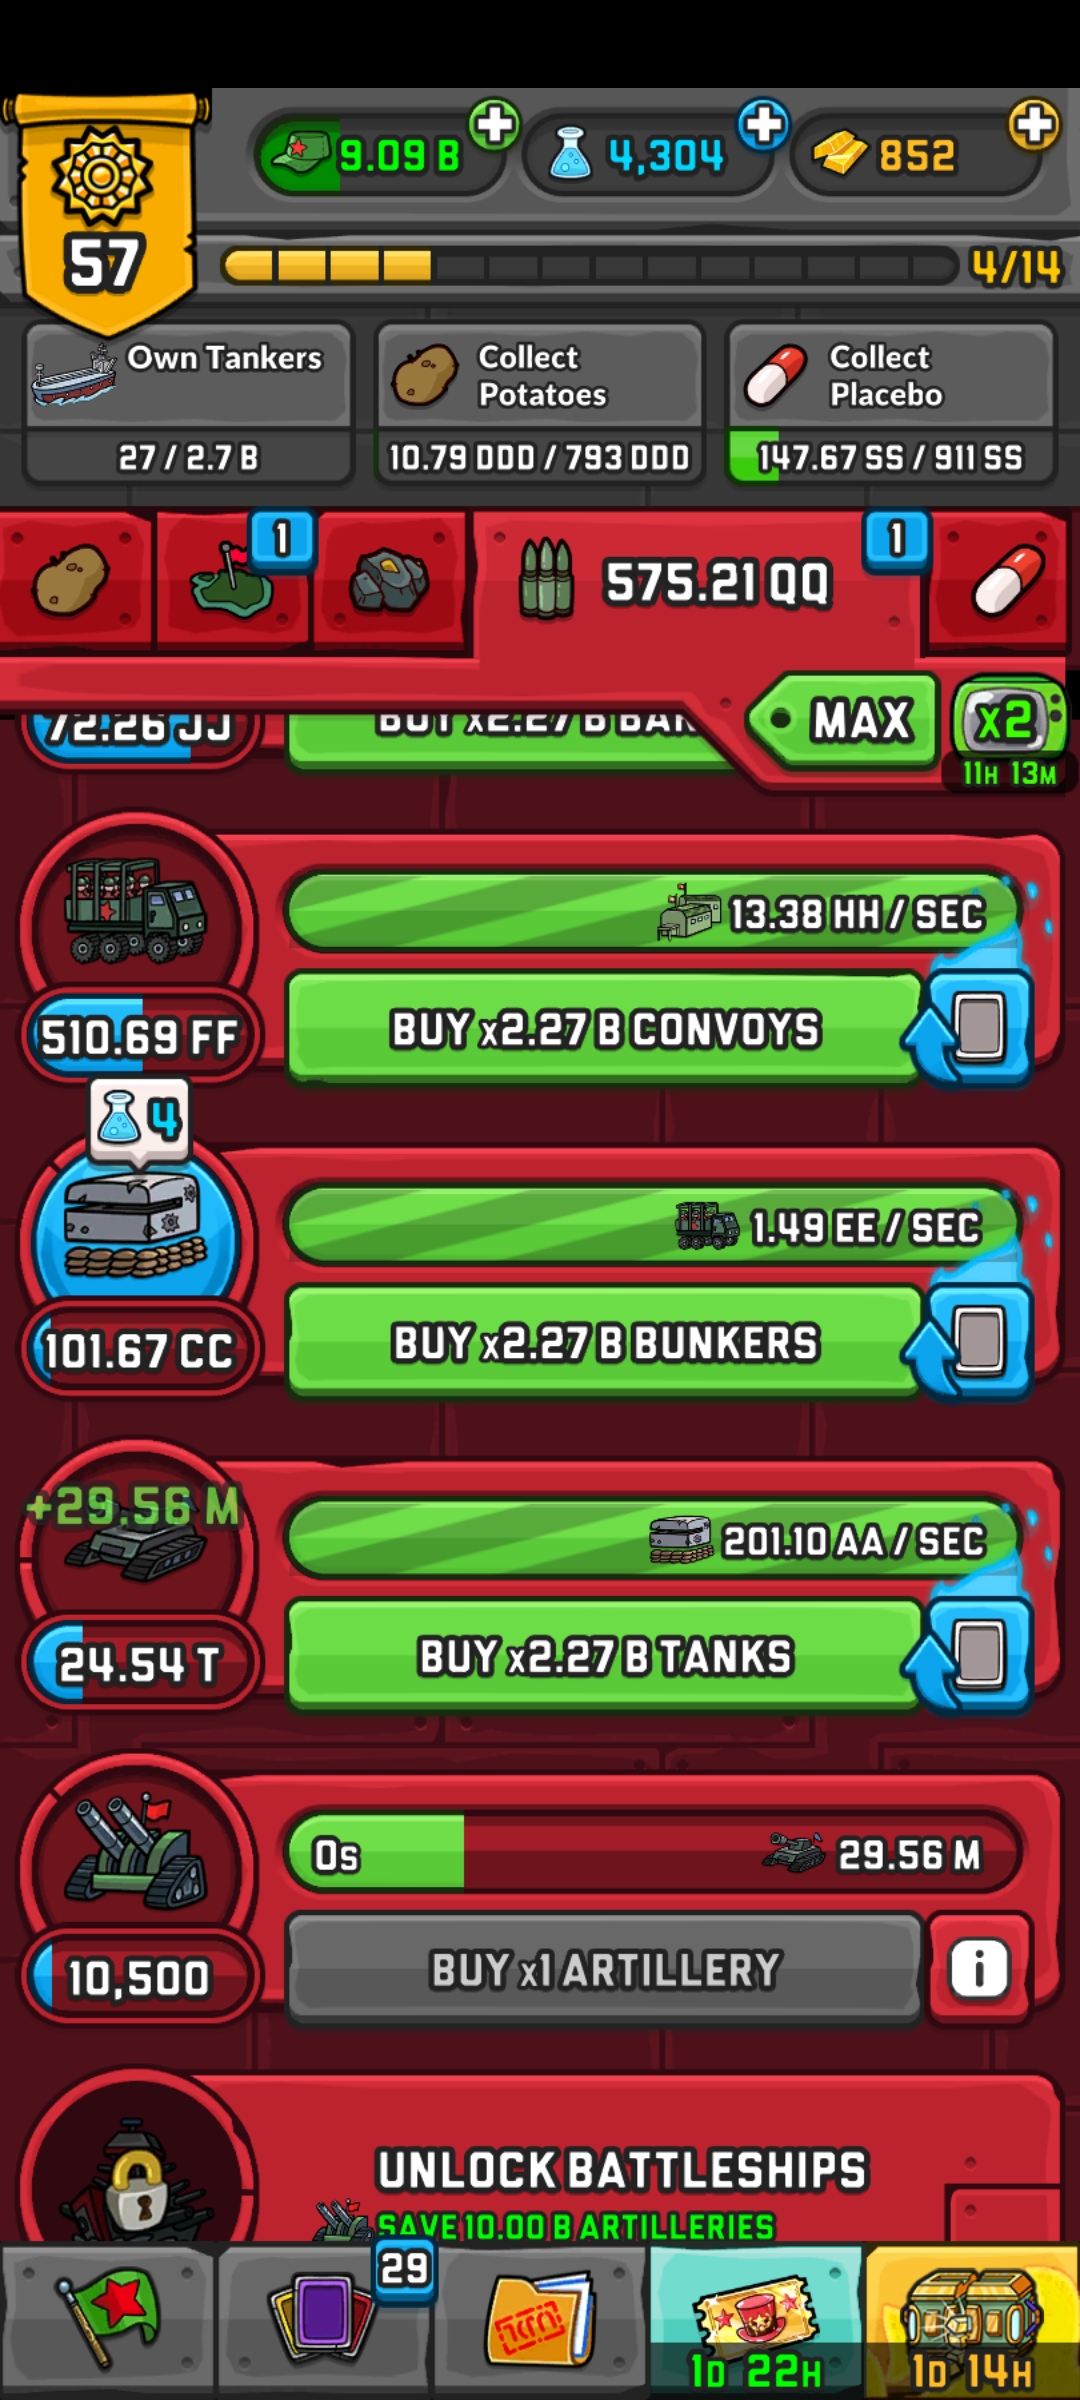 9.09 B
4,304
852
57
4/14
Own Tankers
27 / 2.7 B
Collect
Potatoes
10.79 DDD / 793 DDD
Collect
Placebo
147.67 SS / 911 SS
1
575.21 QQ
1
MAX
x2
11H 13M
72.26 JJ
BUY x2.27 B
13.38 HH / SEC
510.69 FF
BUY x2.27 B CONVOYS
4
1.49 EE / SEC
101.67 CC
BUY x2.27 B BUNKERS
+29.56 M
201.10 AA / SEC
24.54 T
BUY x2.27 B TANKS
0s
29.56 M
10,500
BUY x1 ARTILLERY
i
UNLOCK BATTLESHIPS
SAVE 10.00 B ARTILLERIES
29
1D 22H
1D 14H